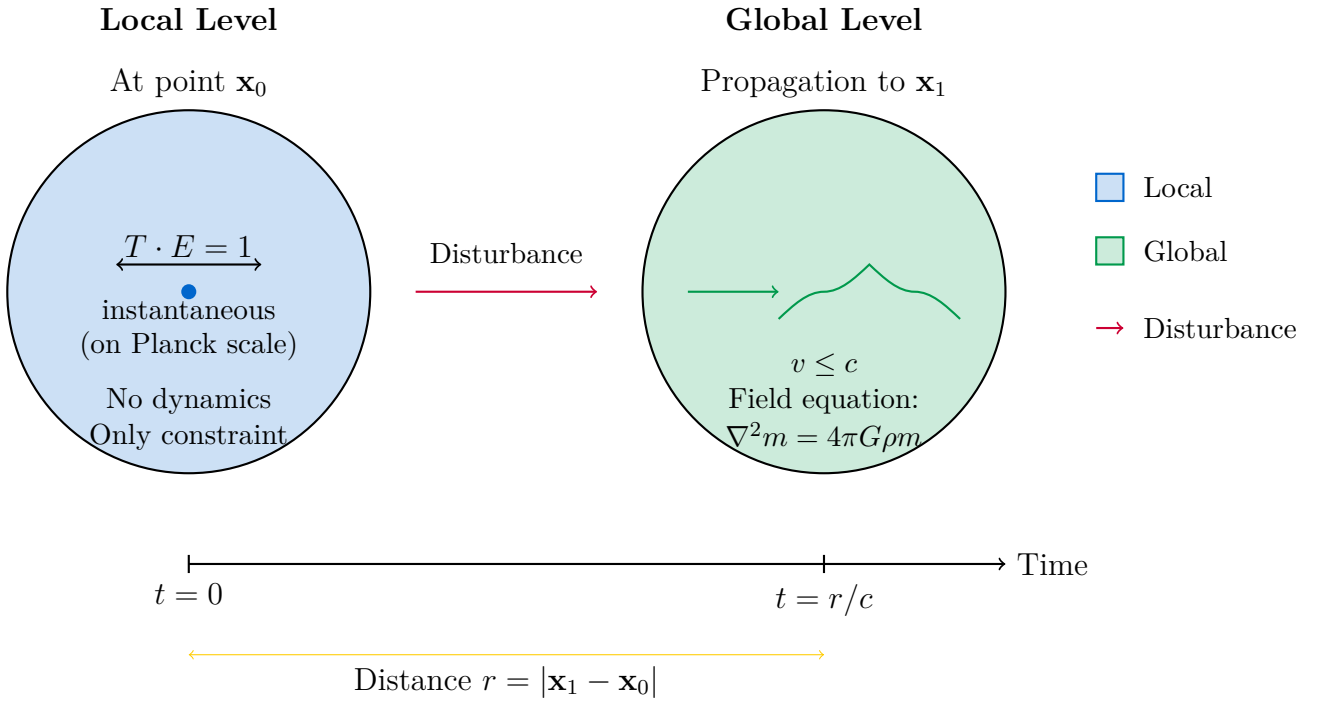 Local Level
Global Level
At point x₀
Propagation to x₁
T · E = 1
instantaneous
(on Planck scale)
No dynamics
Only constraint
Disturbance
v ≤ c
Field equation:
∇²m = 4πGρm
Local
Global
Disturbance
Time
t = 0
t = r/c
Distance r = |x₁ − x₀|